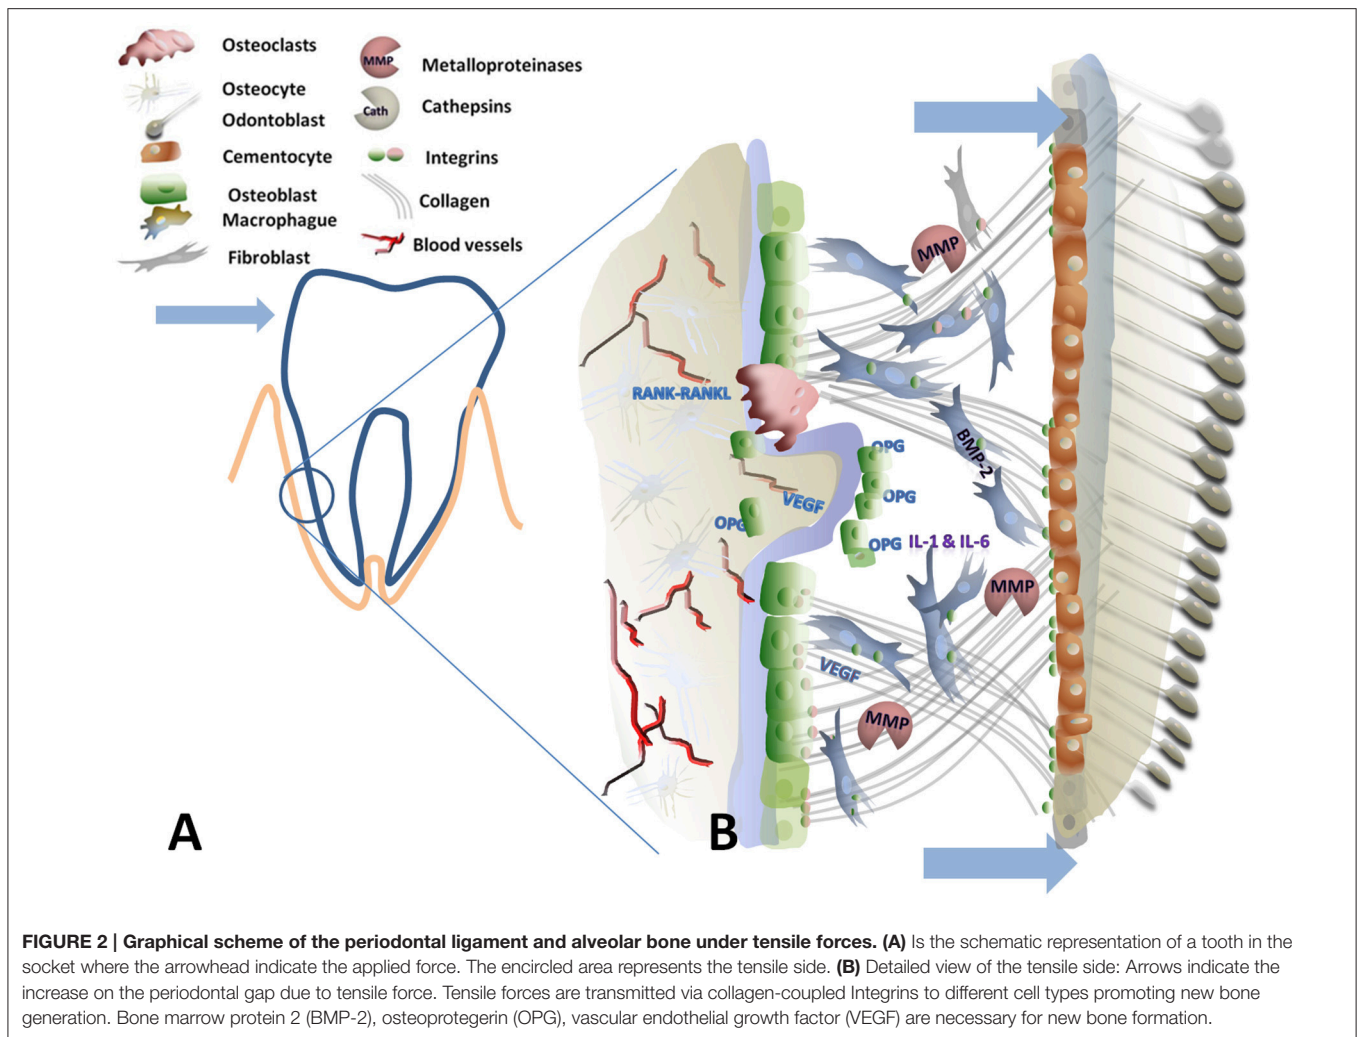 Osteoclasts
Osteocyte
Odontoblast
Cementocyte
Osteoblast
Macrophague
Fibroblast
MMP
Metalloproteinases
Cath
Cathepsins
Integrins
Collagen
Blood vessels
A
B
MMP
RANK-RANKL
BMP-2
OPG
VEGF
OPG
OPG
OPG
IL-1 & IL-6
MMP
VEGF
MMP
FIGURE 2 | Graphical scheme of the periodontal ligament and alveolar bone under tensile forces. (A) Is the schematic representation of a tooth in the
socket where the arrowhead indicate the applied force. The encircled area represents the tensile side. (B) Detailed view of the tensile side: Arrows indicate the
increase on the periodontal gap due to tensile force. Tensile forces are transmitted via collagen-coupled Integrins to different cell types promoting new bone
generation. Bone marrow protein 2 (BMP-2), osteoprotegerin (OPG), vascular endothelial growth factor (VEGF) are necessary for new bone formation.